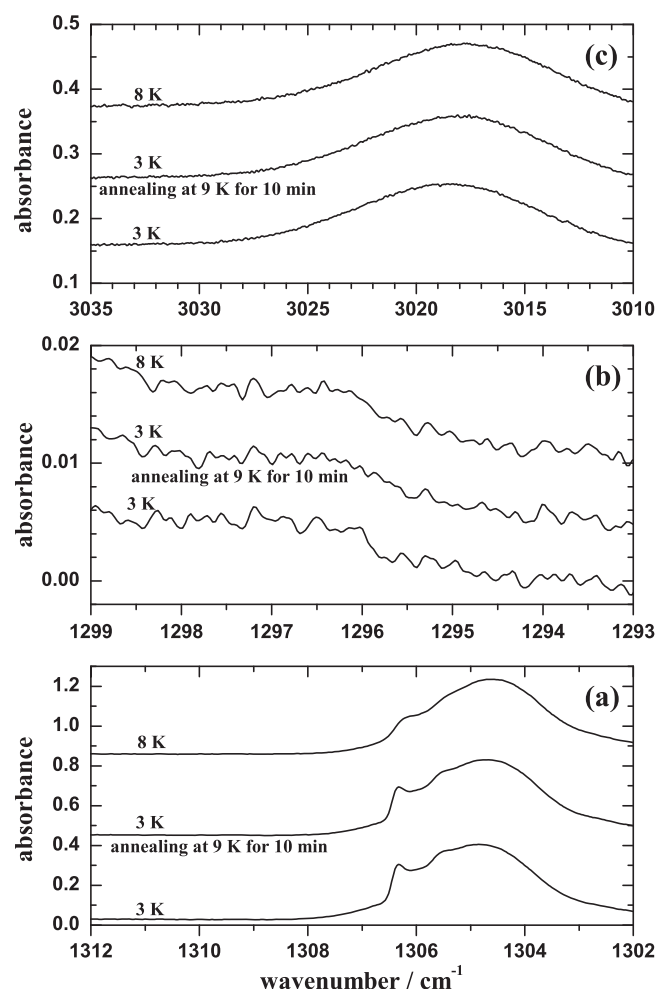 0.5
(c)
0.4
8 K
absorbance
0.3
3 K
annealing at 9 K for 10 min
0.2
3 K
0.1
3035 3030 3025 3020 3015 3010
0.02
8 K
(b)
3 K
absorbance
0.01
annealing at 9 K for 10 min
3 K
0.00
1299 1298 1297 1296 1295 1294 1293
1.2
(a)
1.0
8 K
0.8
absorbance
0.6
3 K
0.4
annealing at 9 K for 10 min
0.2
3 K
0.0
1312 1310 1308 1306 1304 1302
wavenumber / cm⁻¹